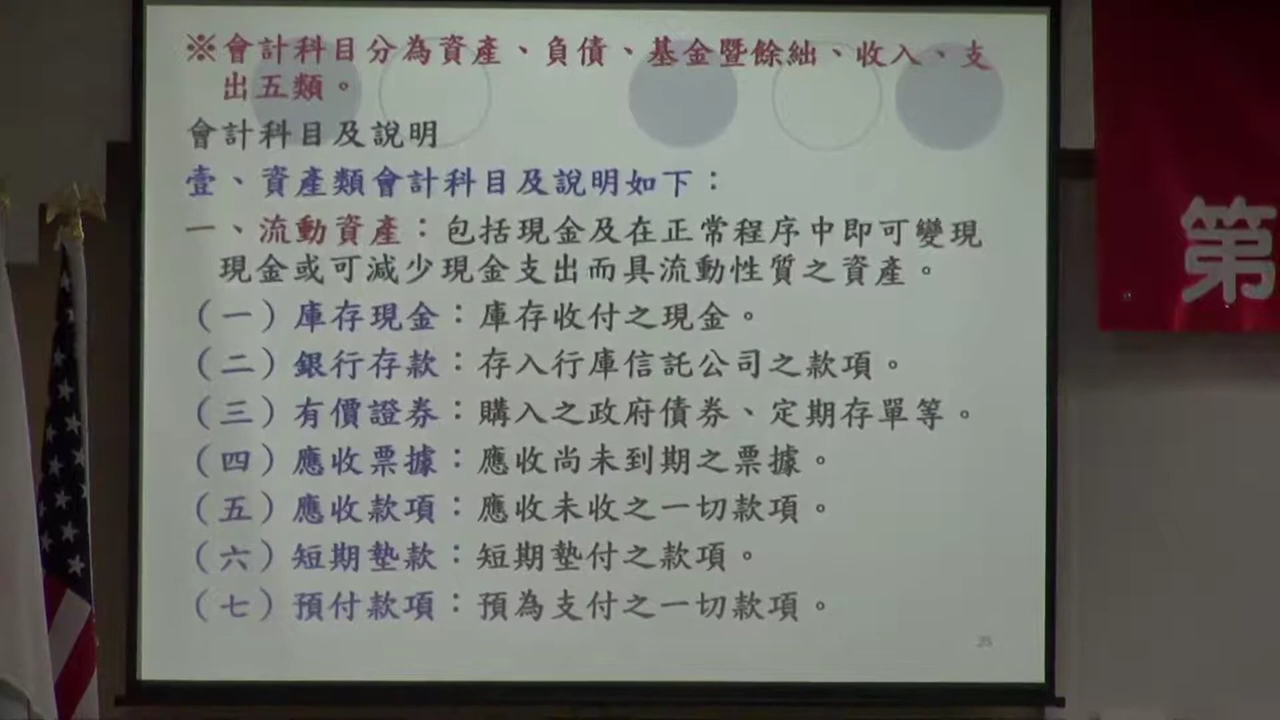 ※會計科目分為資產、負債、基金暨餘絀、收入、支
出五類。
會計科目及說明
壹、資產類會計科目及說明如下：
一、流動資產：包括現金及在正常程序中即可變現
現金或可減少現金支出而具流動性質之資產。
（一）庫存現金：庫存收付之現金。
（二）銀行存款：存入行庫信託公司之款項。
（三）有價證券：購入之政府債券、定期存單等。
（四）應收票據：應收尚未到期之票據。
（五）應收款項：應收未收之一切款項。
（六）短期墊款：短期墊付之款項。
（七）預付款項：預為支付之一切款項。
第